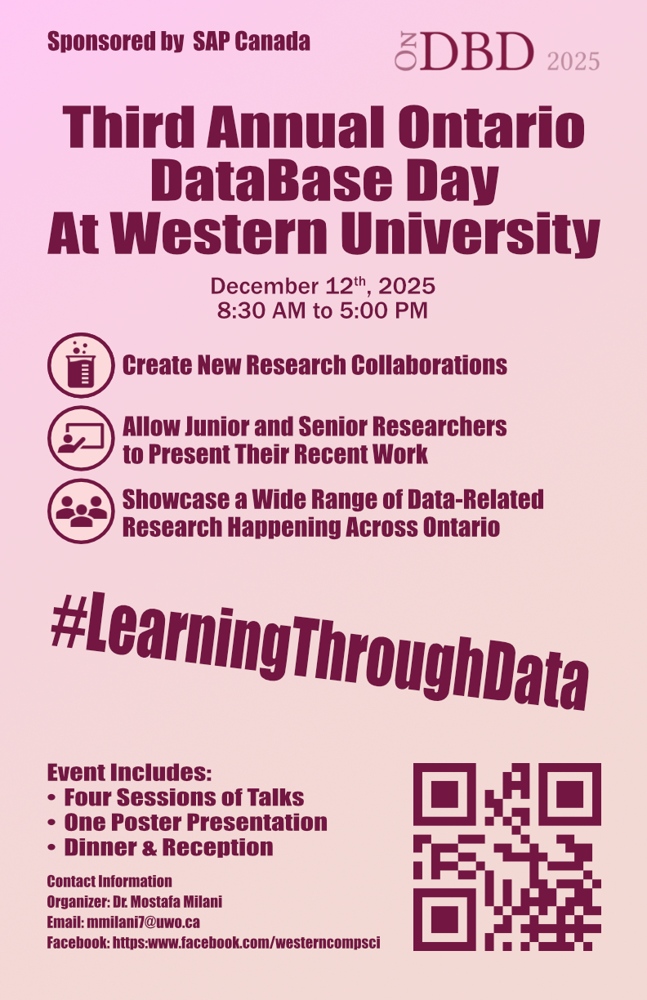 Sponsored by SAP Canada
ON DBD 2025
Third Annual Ontario
DataBase Day
At Western University
December 12th, 2025
8:30 AM to 5:00 PM
Create New Research Collaborations
Allow Junior and Senior Researchers
to Present Their Recent Work
Showcase a Wide Range of Data-Related
Research Happening Across Ontario
#LearningThroughData
Event Includes:
• Four Sessions of Talks
• One Poster Presentation
• Dinner & Reception
Contact Information
Organizer: Dr. Mostafa Milani
Email: mmilani7@uwo.ca
Facebook: https:www.facebook.com/westerncompsci